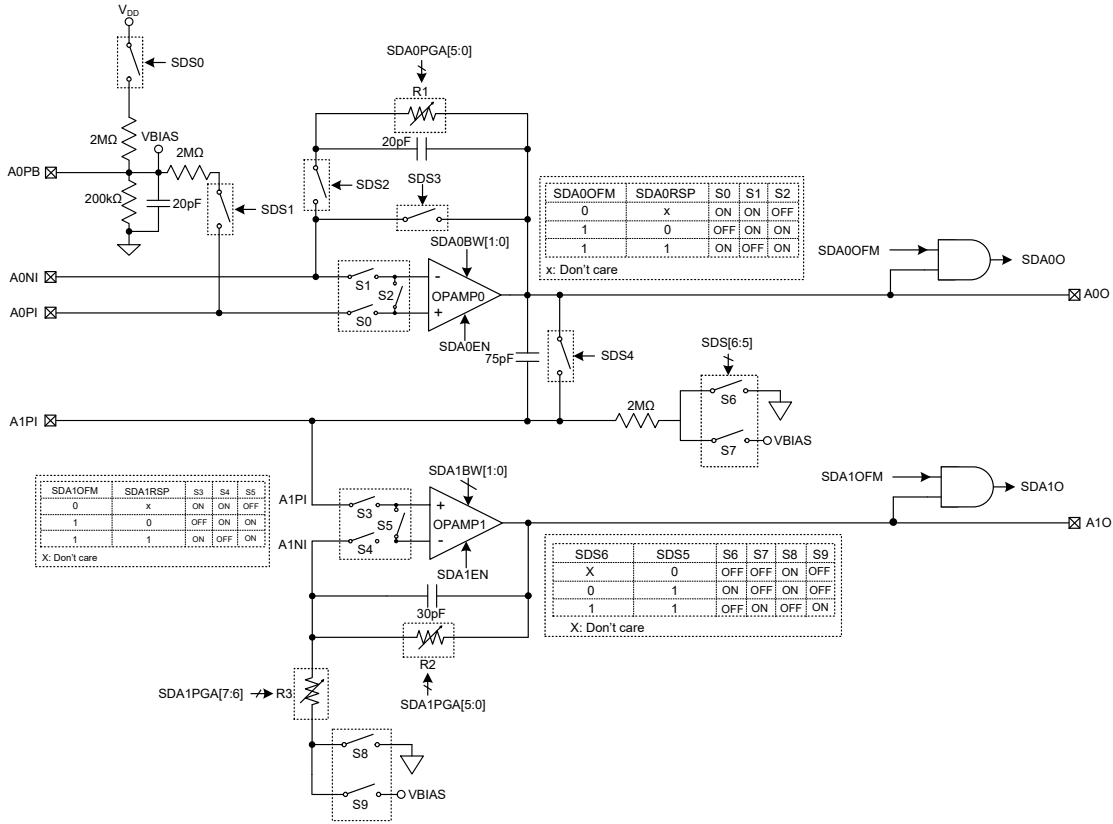 VDD
SDS0
SDA0PGA[5:0]
R1
2MΩ
VBIAS
2MΩ
20pF
A0PB
SDS2
SDS3
200kΩ
20pF
SDS1
SDA0OFM SDA0RSP S0 S1 S2
0 x ON ON OFF
1 0 OFF ON ON
1 1 ON OFF ON
x: Don't care
SDA0BW[1:0]
SDA0OFM
SDA0O
A0NI
S1
S2
-
OPAMP0
A0O
A0PI
S0
+
SDA0EN
75pF
SDS4
SDS[6:5]
S6
2MΩ
A1PI
S7
VBIAS
SDA1OFM SDA1RSP S3 S4 S5
0 x ON ON OFF
1 0 OFF ON ON
1 1 ON OFF ON
X: Don't care
SDA1BW[1:0]
SDA1OFM
SDA1O
A1PI
S3
+
S5
OPAMP1
A1O
A1NI
S4
-
SDA1EN
SDS6 SDS5 S6 S7 S8 S9
X 0 OFF OFF ON OFF
0 1 ON OFF ON OFF
1 1 OFF ON OFF ON
X: Don't care
30pF
R2
SDA1PGA[5:0]
SDA1PGA[7:6]
R3
S8
S9
VBIAS